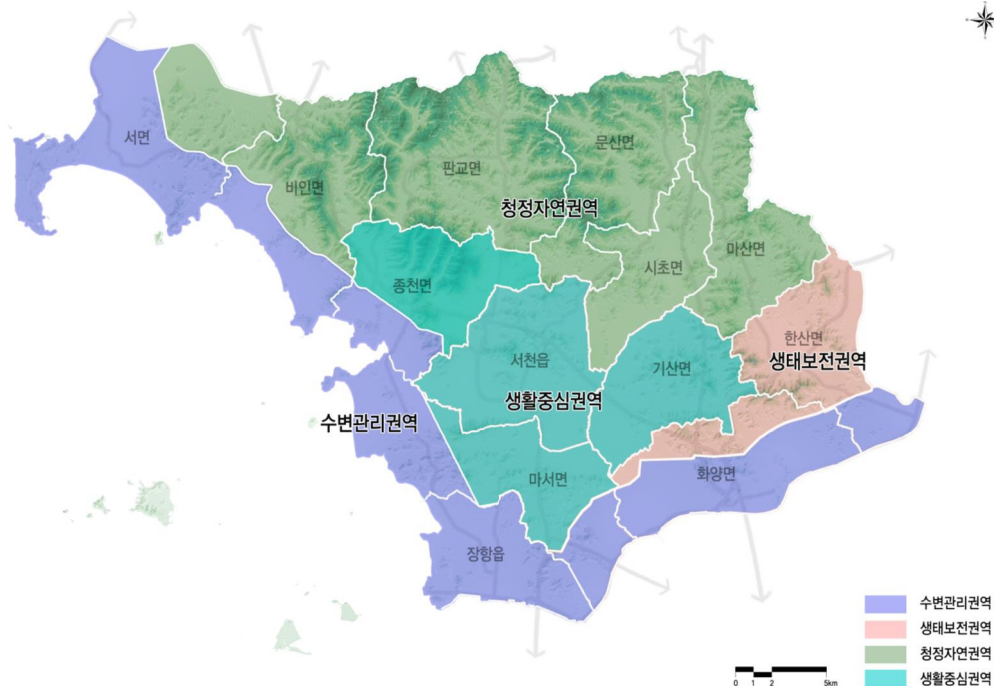 서면
문산면
판교면
비인면
청정자연권역
마산면
시초면
종천면
한산면
생태보전권역
서천읍
기산면
생활중심권역
수변관리권역
화양면
마서면
장항읍
수변관리권역
생태보전권역
청정자연권역
생활중심권역
0 1 2 5km